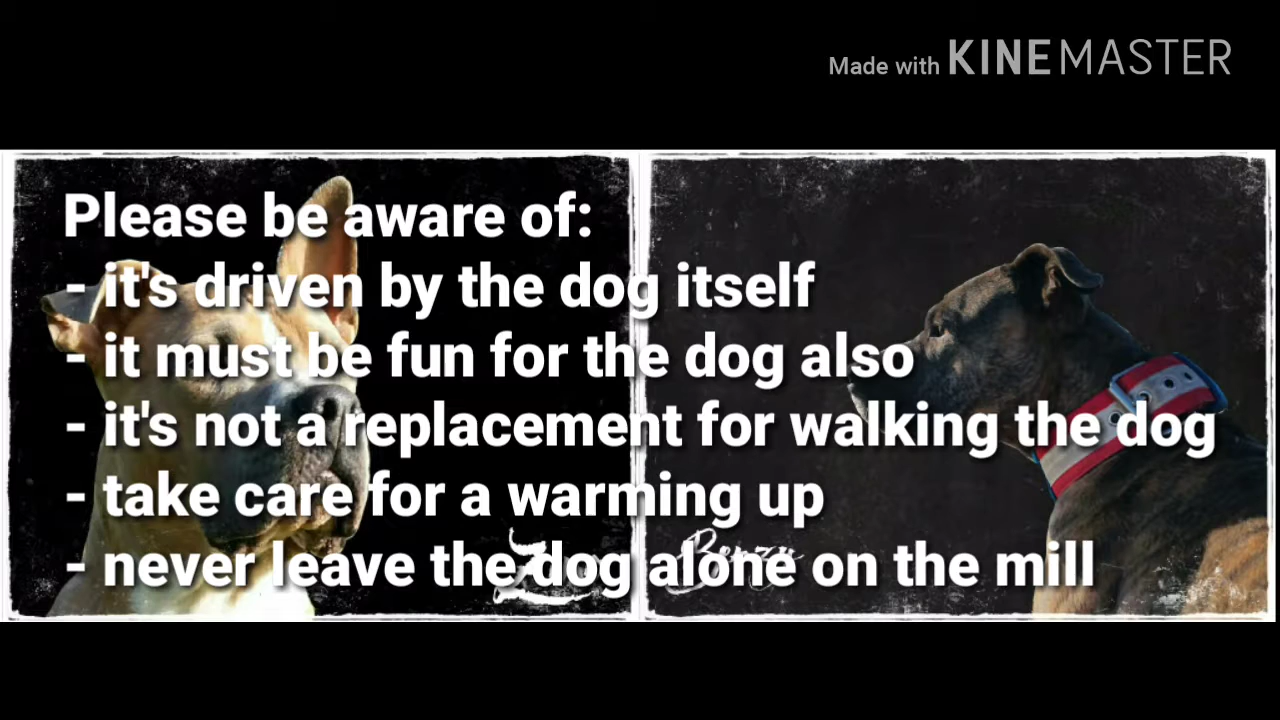 Made with KINEMASTER
Please be aware of:
- it's driven by the dog itself
- it must be fun for the dog also
- it's not a replacement for walking the dog
- take care for a warming up
- never leave the dog alone on the mill